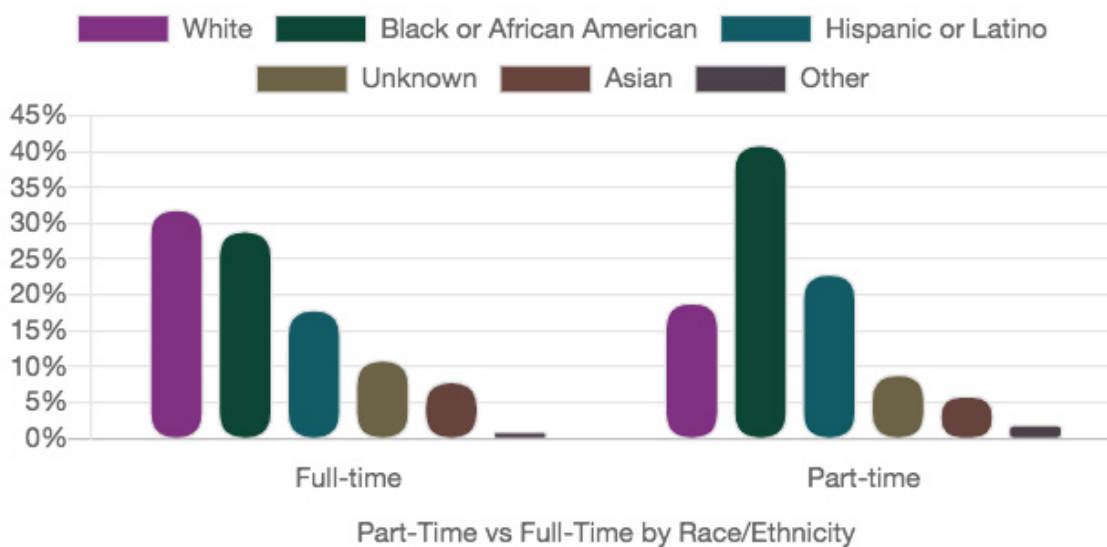 White Black or African American Hispanic or Latino
Unknown Asian Other
45%
40%
35%
30%
25%
20%
15%
10%
5%
0%
Full-time Part-time
Part-Time vs Full-Time by Race/Ethnicity